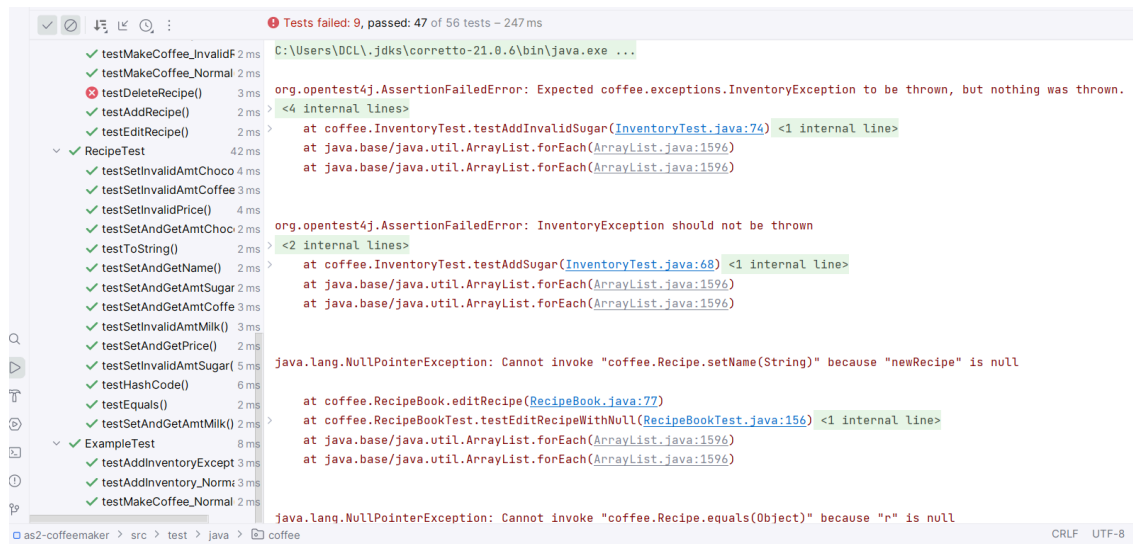 Tests failed: 9, passed: 47 of 56 tests – 247 ms
testMakeCoffee_InvalidR 2 ms
testMakeCoffee_Normal 2 ms
testDeleteRecipe() 3 ms
testAddRecipe() 2 ms
testEditRecipe() 2 ms
RecipeTest 42 ms
testSetInvalidAmtChoco 4 ms
testSetInvalidAmtCoffee 3 ms
testSetInvalidPrice() 4 ms
testSetAndGetAmtChoc 2 ms
testToString() 2 ms
testSetAndGetName() 2 ms
testSetAndGetAmtSugar 2 ms
testSetAndGetAmtCoffe 3 ms
testSetInvalidAmtMilk() 3 ms
testSetAndGetPrice() 2 ms
testSetInvalidAmtSugar( 5 ms
testHashCode() 6 ms
testEquals() 2 ms
testSetAndGetAmtMilk() 2 ms
ExampleTest 8 ms
testAddInventoryExcept 3 ms
testAddInventory_Norma 3 ms
testMakeCoffee_Normal 2 ms
C:\Users\DCL\.jdks\corretto-21.0.6\bin\java.exe ...
org.opentest4j.AssertionFailedError: Expected coffee.exceptions.InventoryException to be thrown, but nothing was thrown.
> <4 internal lines>
> at coffee.InventoryTest.testAddInvalidSugar(InventoryTest.java:74) <1 internal line>
at java.base/java.util.ArrayList.forEach(ArrayList.java:1596)
at java.base/java.util.ArrayList.forEach(ArrayList.java:1596)
org.opentest4j.AssertionFailedError: InventoryException should not be thrown
> <2 internal lines>
> at coffee.InventoryTest.testAddSugar(InventoryTest.java:68) <1 internal line>
at java.base/java.util.ArrayList.forEach(ArrayList.java:1596)
at java.base/java.util.ArrayList.forEach(ArrayList.java:1596)
java.lang.NullPointerException: Cannot invoke "coffee.Recipe.setName(String)" because "newRecipe" is null
at coffee.RecipeBook.editRecipe(RecipeBook.java:77)
> at coffee.RecipeBookTest.testEditRecipeWithNull(RecipeBookTest.java:156) <1 internal line>
at java.base/java.util.ArrayList.forEach(ArrayList.java:1596)
at java.base/java.util.ArrayList.forEach(ArrayList.java:1596)
java.lang.NullPointerException: Cannot invoke "coffee.Recipe.equals(Object)" because "r" is null
as2-coffeemaker > src > test > java > coffee
CRLF UTF-8